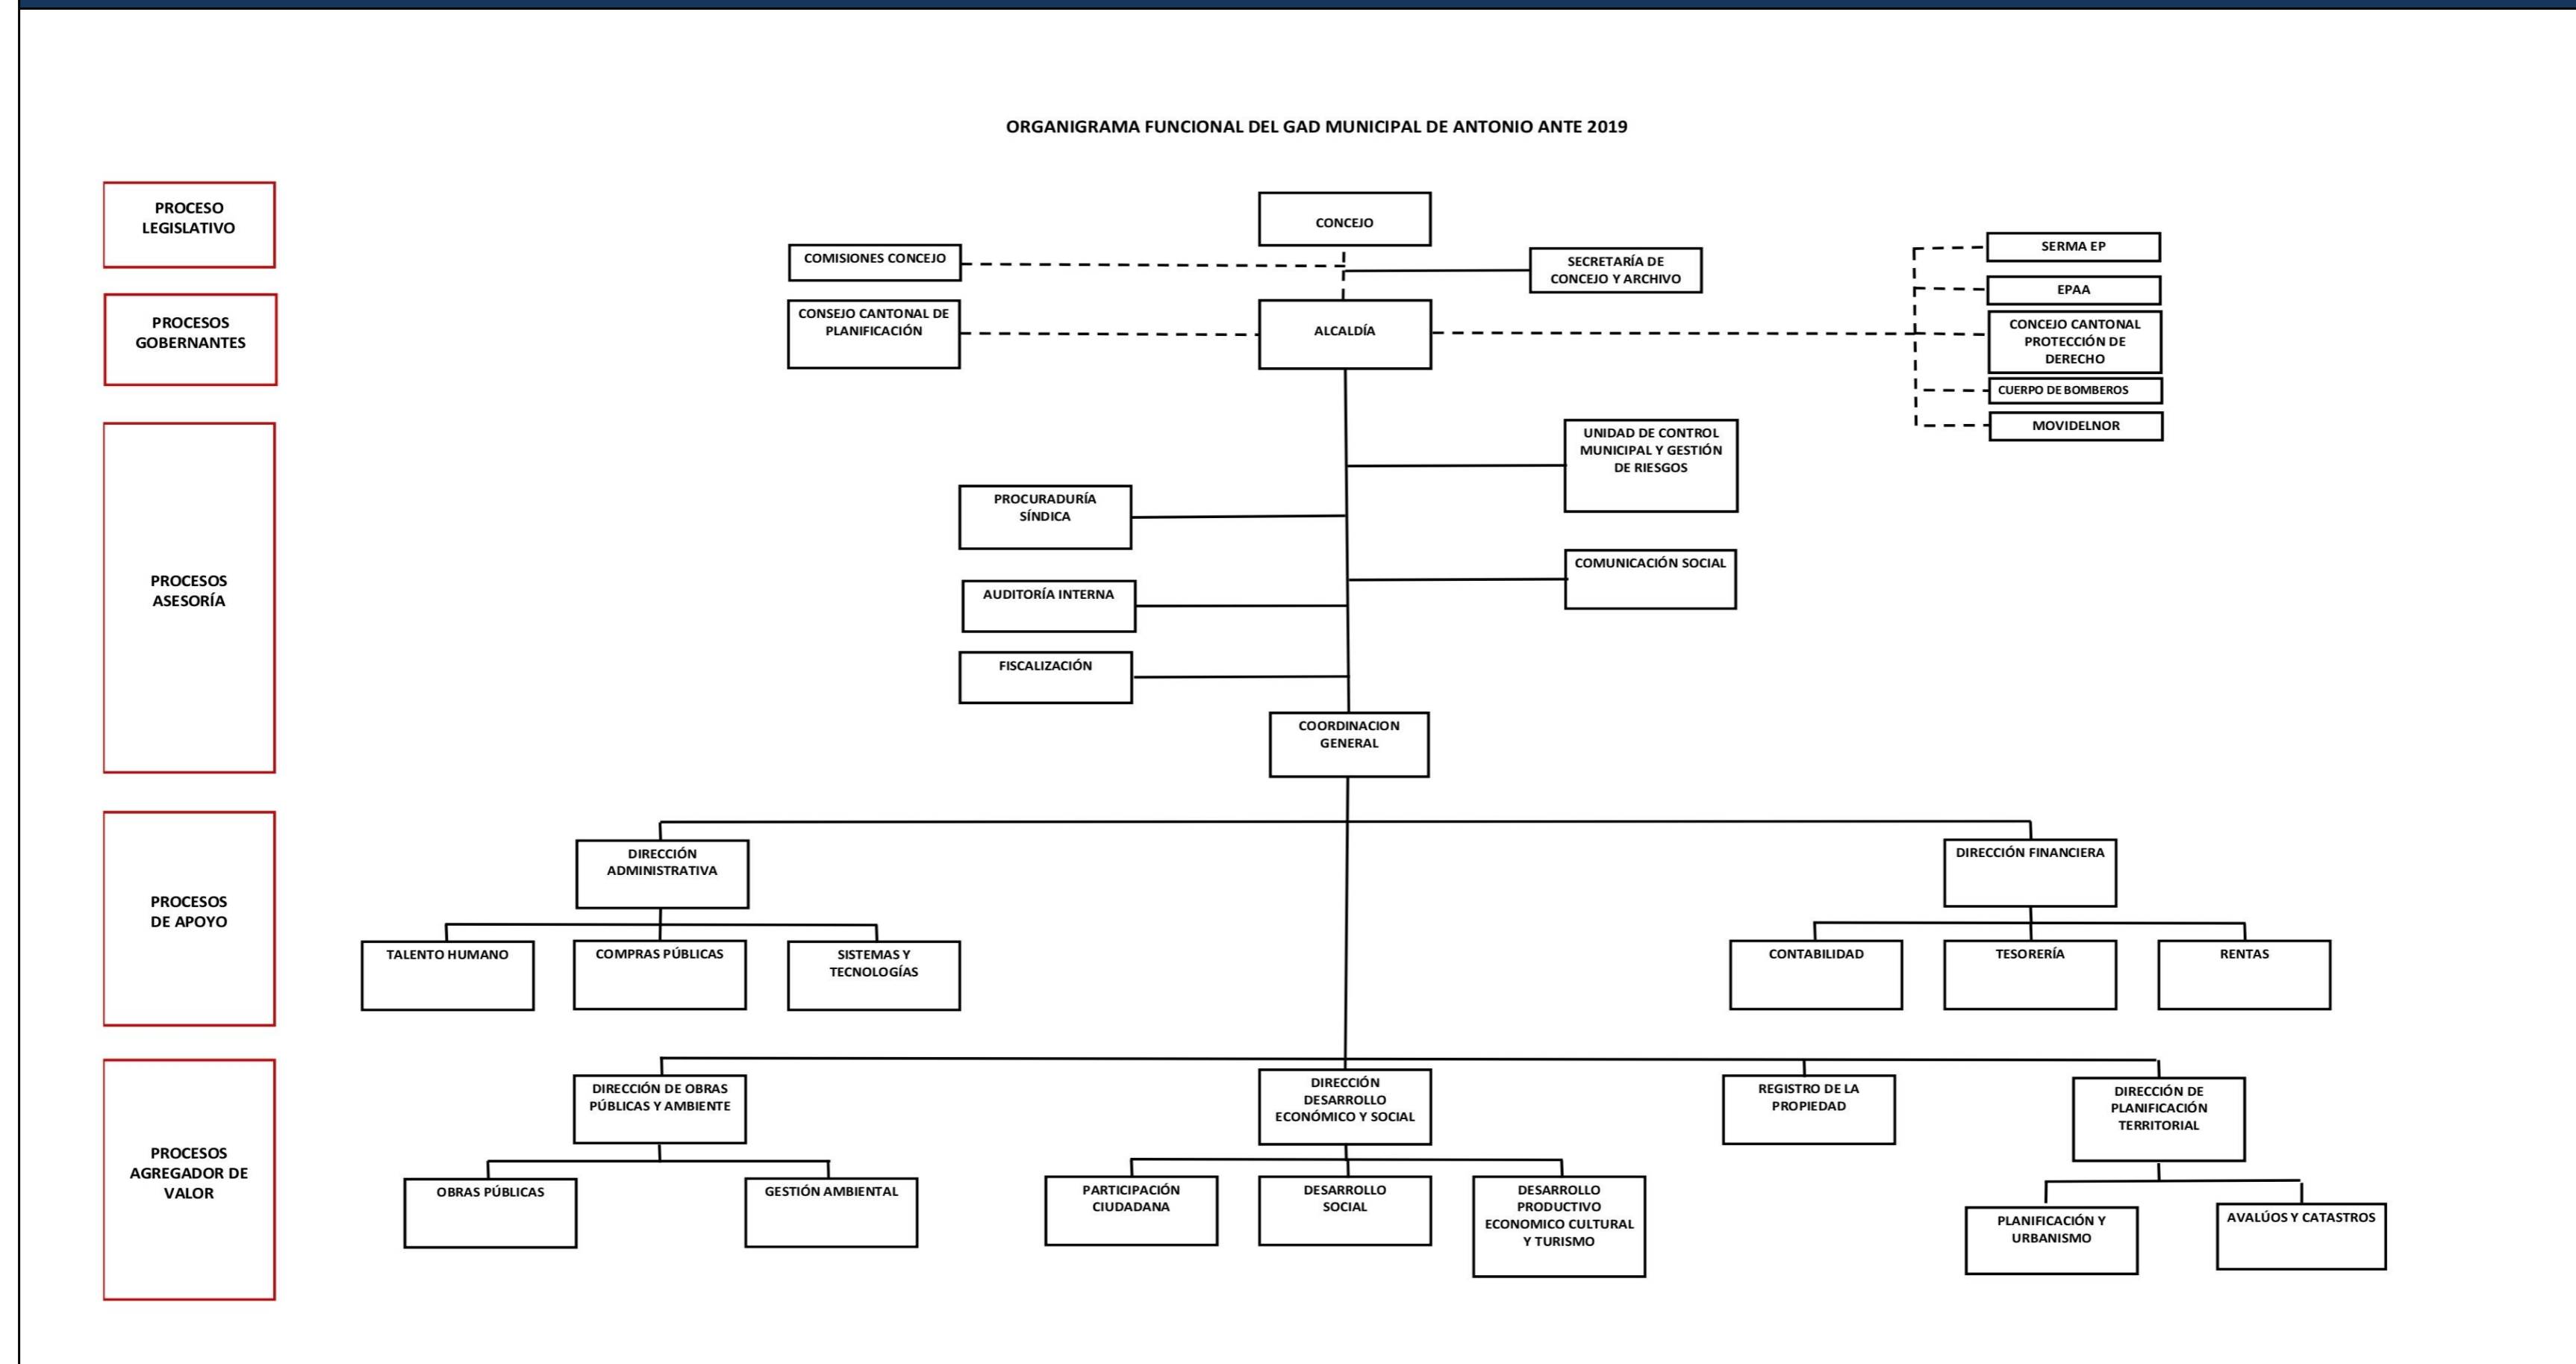 ORGANIGRAMA FUNCIONAL DEL GAD MUNICIPAL DE ANTONIO ANTE 2019
PROCESO
LEGISLATIVO
CONCEJO
COMISIONES CONCEJO
SECRETARÍA DE
CONCEJO Y ARCHIVO
SERMA EP
EPAA
PROCESOS
GOBERNANTES
CONSEJO CANTONAL DE
PLANIFICACIÓN
ALCALDÍA
CONCEJO CANTONAL
PROTECCIÓN DE
DERECHO
CUERPO DE BOMBEROS
MOVIDELNOR
PROCESOS
ASESORÍA
UNIDAD DE CONTROL
MUNICIPAL Y GESTIÓN
DE RIESGOS
PROCURADURÍA
SÍNDICA
COMUNICACIÓN SOCIAL
AUDITORÍA INTERNA
FISCALIZACIÓN
COORDINACION
GENERAL
PROCESOS
DE APOYO
DIRECCIÓN
ADMINISTRATIVA
DIRECCIÓN FINANCIERA
TALENTO HUMANO
COMPRAS PÚBLICAS
SISTEMAS Y
TECNOLOGÍAS
CONTABILIDAD
TESORERÍA
RENTAS
PROCESOS
AGREGADOR DE
VALOR
DIRECCIÓN DE OBRAS
PÚBLICAS Y AMBIENTE
DIRECCIÓN
DESARROLLO
ECONÓMICO Y SOCIAL
REGISTRO DE LA
PROPIEDAD
DIRECCIÓN DE
PLANIFICACIÓN
TERRITORIAL
OBRAS PÚBLICAS
GESTIÓN AMBIENTAL
PARTICIPACIÓN
CIUDADANA
DESARROLLO
SOCIAL
DESARROLLO
PRODUCTIVO
ECONOMICO CULTURAL
Y TURISMO
PLANIFICACIÓN Y
URBANISMO
AVALÚOS Y CATASTROS